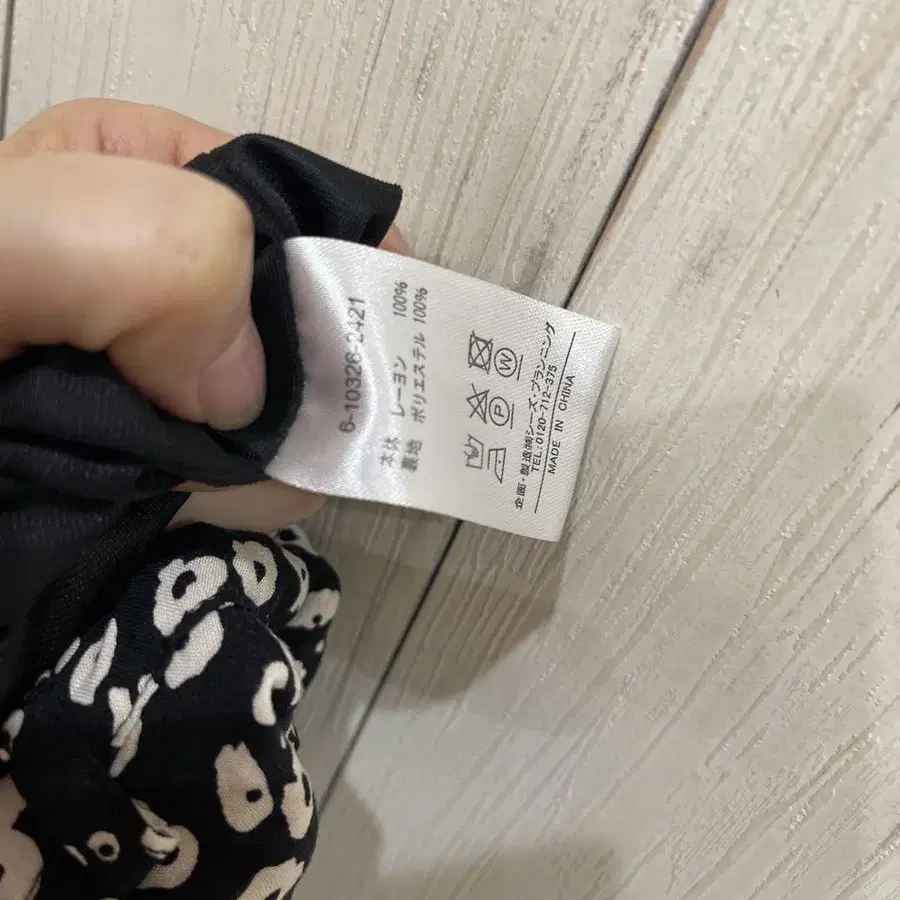 6-10326-2421
本体 レーヨン 100%
裏地 ポリエステル 100%
W
P
企画・製造㈱シーズ・プランニング
TEL:0120-712-375
MADE IN CHINA